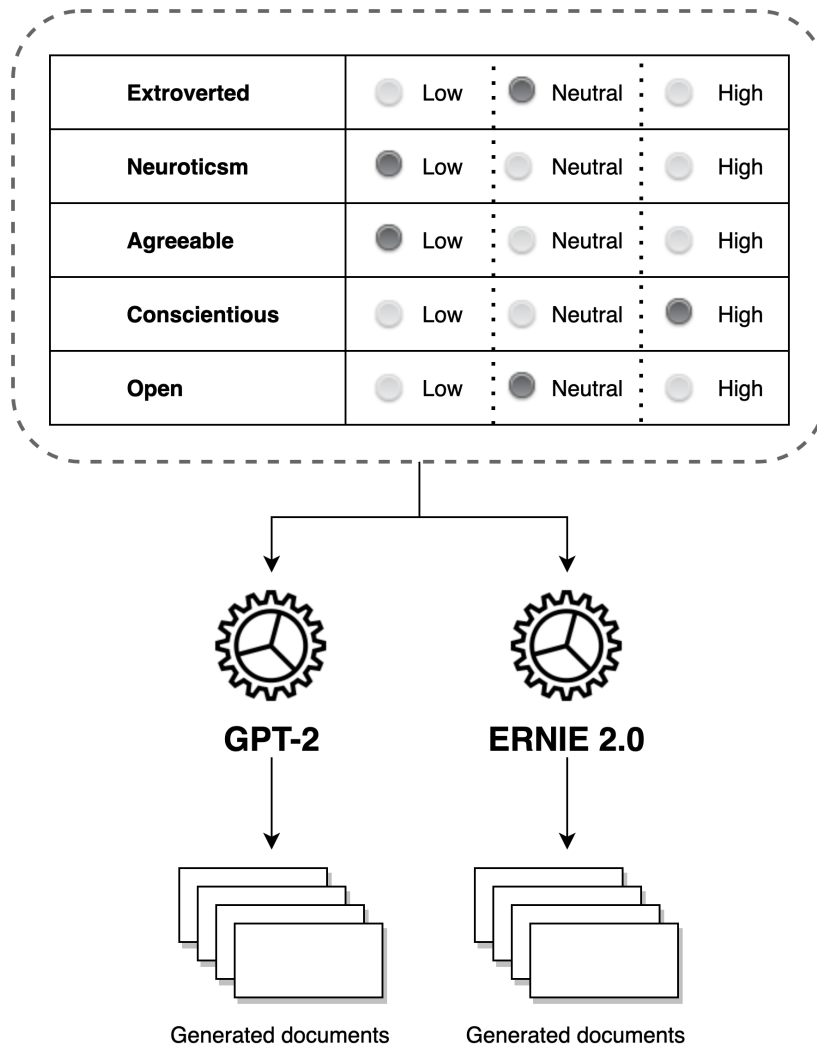 Extroverted Low Neutral High
Neuroticsm Low Neutral High
Agreeable Low Neutral High
Conscientious Low Neutral High
Open Low Neutral High
GPT-2 ERNIE 2.0
Generated documents Generated documents